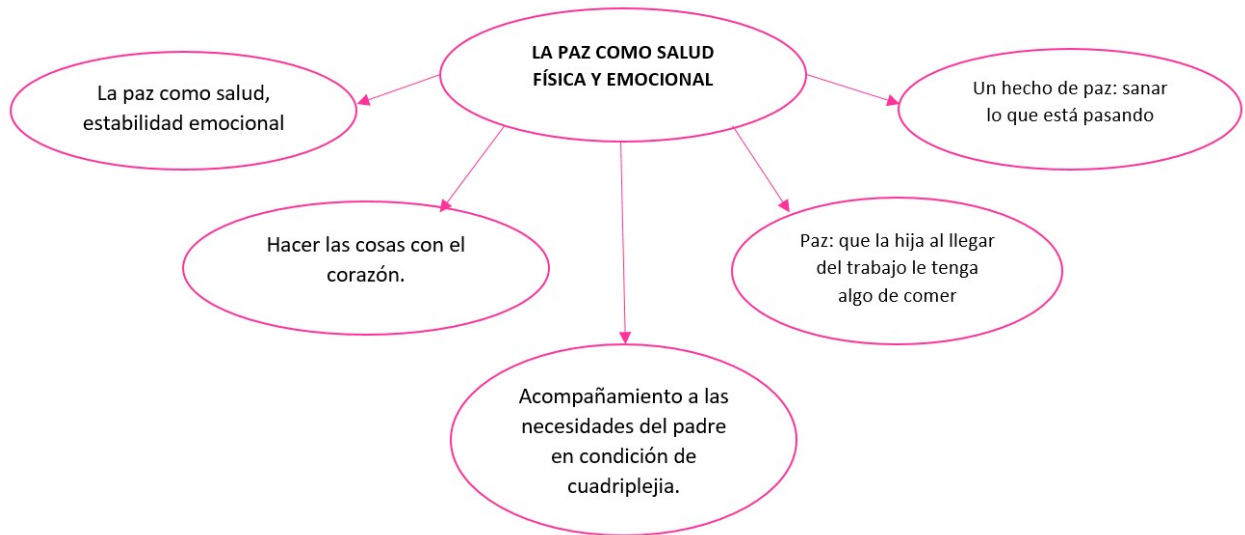 LA PAZ COMO SALUD
FÍSICA Y EMOCIONAL
La paz como salud,
estabilidad emocional
Un hecho de paz: sanar
lo que está pasando
Hacer las cosas con el
corazón.
Paz: que la hija al llegar
del trabajo le tenga
algo de comer
Acompañamiento a las
necesidades del padre
en condición de
cuadriplejia.